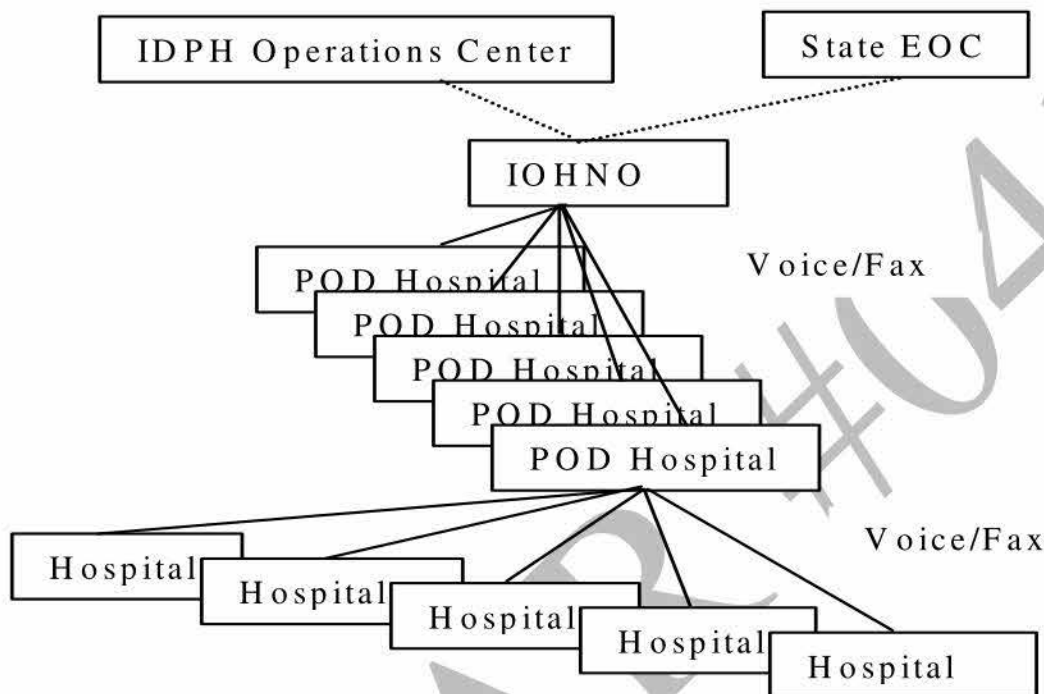 IDPH Operations Center
State EOC
IOHNO
POD Hospital
Voice/Fax
POD Hospital
POD Hospital
POD Hospital
POD Hospital
Voice/Fax
Hospital
Hospital
Hospital
Hospital
Hospital